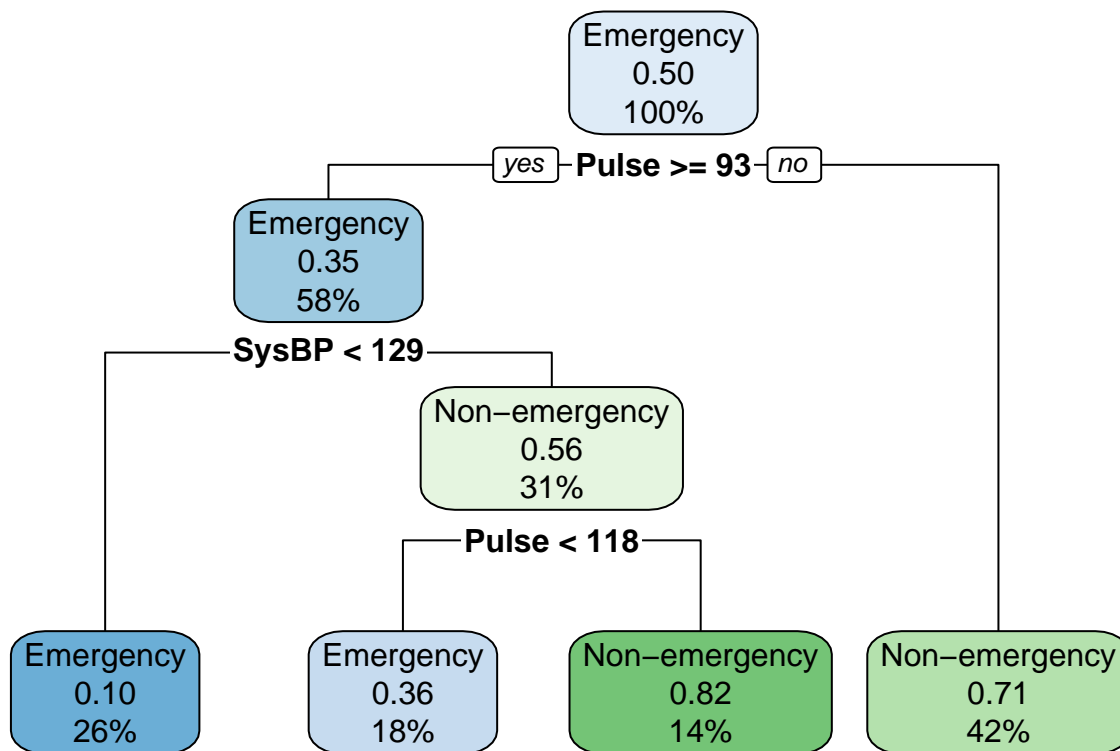 Emergency
0.50
100%
yes Pulse >= 93 no
Emergency
0.35
58%
SysBP < 129
Non−emergency
0.56
31%
Pulse < 118
Emergency
0.10
26%
Emergency
0.36
18%
Non−emergency
0.82
14%
Non−emergency
0.71
42%